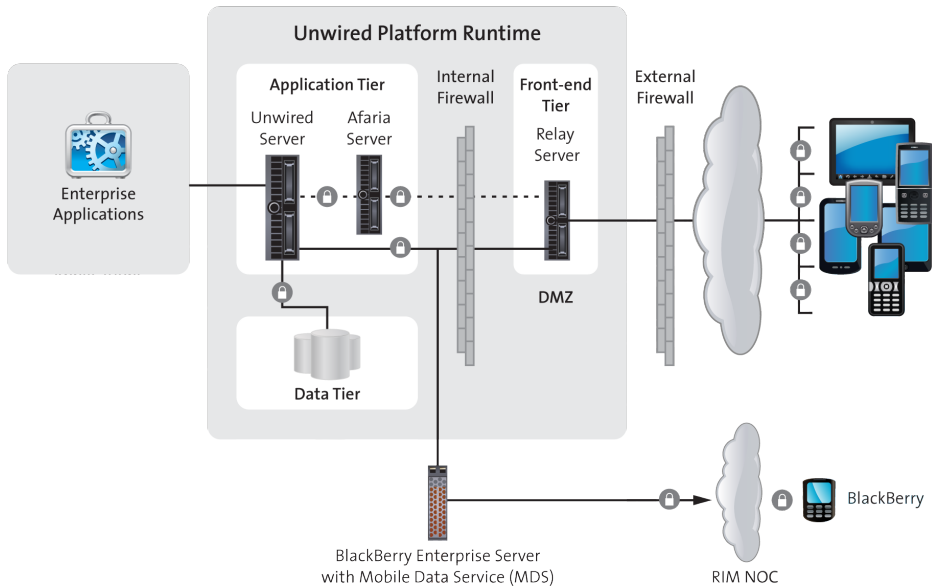 Unwired Platform Runtime
Application Tier
Unwired
Server
Afaria
Server
Internal
Firewall
Front-end
Tier
Relay
Server
External
Firewall
Enterprise
Applications
DMZ
Data Tier
BlackBerry
BlackBerry Enterprise Server
with Mobile Data Service (MDS)
RIM NOC